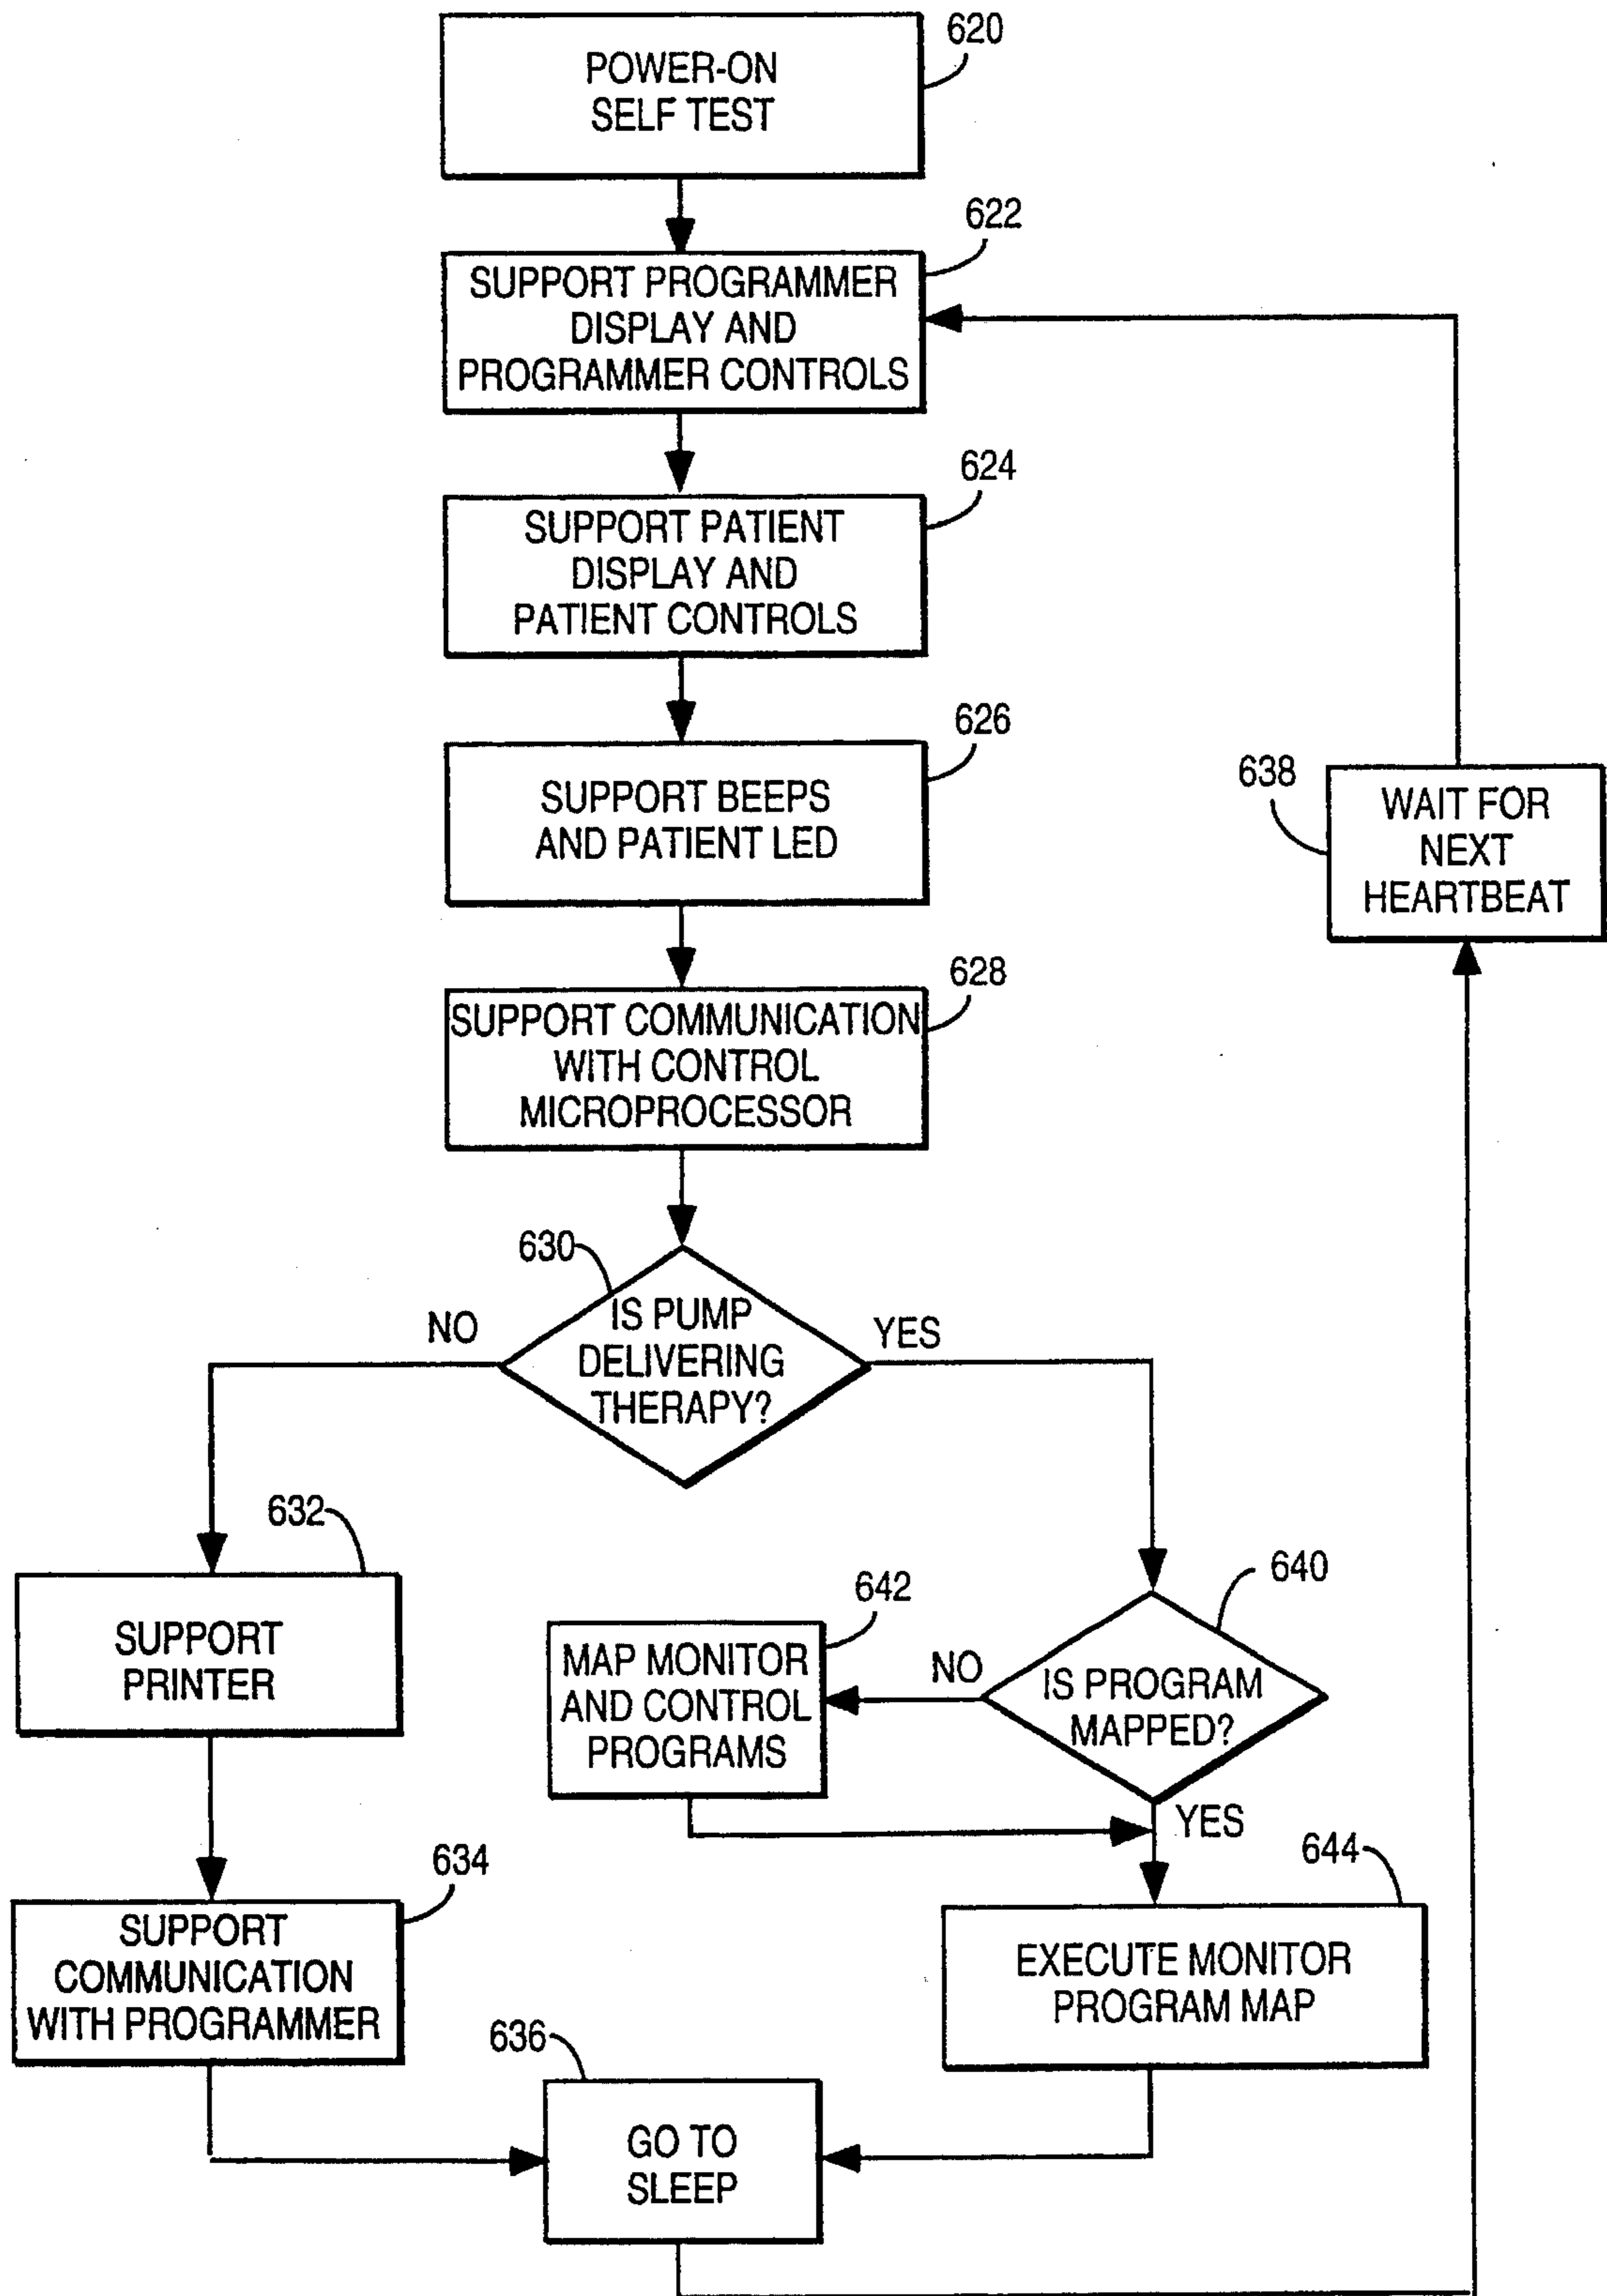 620
POWER-ON
SELF TEST
622
SUPPORT PROGRAMMER
DISPLAY AND
PROGRAMMER CONTROLS
624
SUPPORT PATIENT
DISPLAY AND
PATIENT CONTROLS
626
SUPPORT BEEPS
AND PATIENT LED
638
WAIT FOR
NEXT
HEARTBEAT
628
SUPPORT COMMUNICATION
WITH CONTROL
MICROPROCESSOR
630
IS PUMP
DELIVERING
THERAPY?
NO
YES
632
SUPPORT
PRINTER
640
IS PROGRAM
MAPPED?
NO
YES
642
MAP MONITOR
AND CONTROL
PROGRAMS
634
SUPPORT
COMMUNICATION
WITH PROGRAMMER
644
EXECUTE MONITOR
PROGRAM MAP
636
GO TO
SLEEP